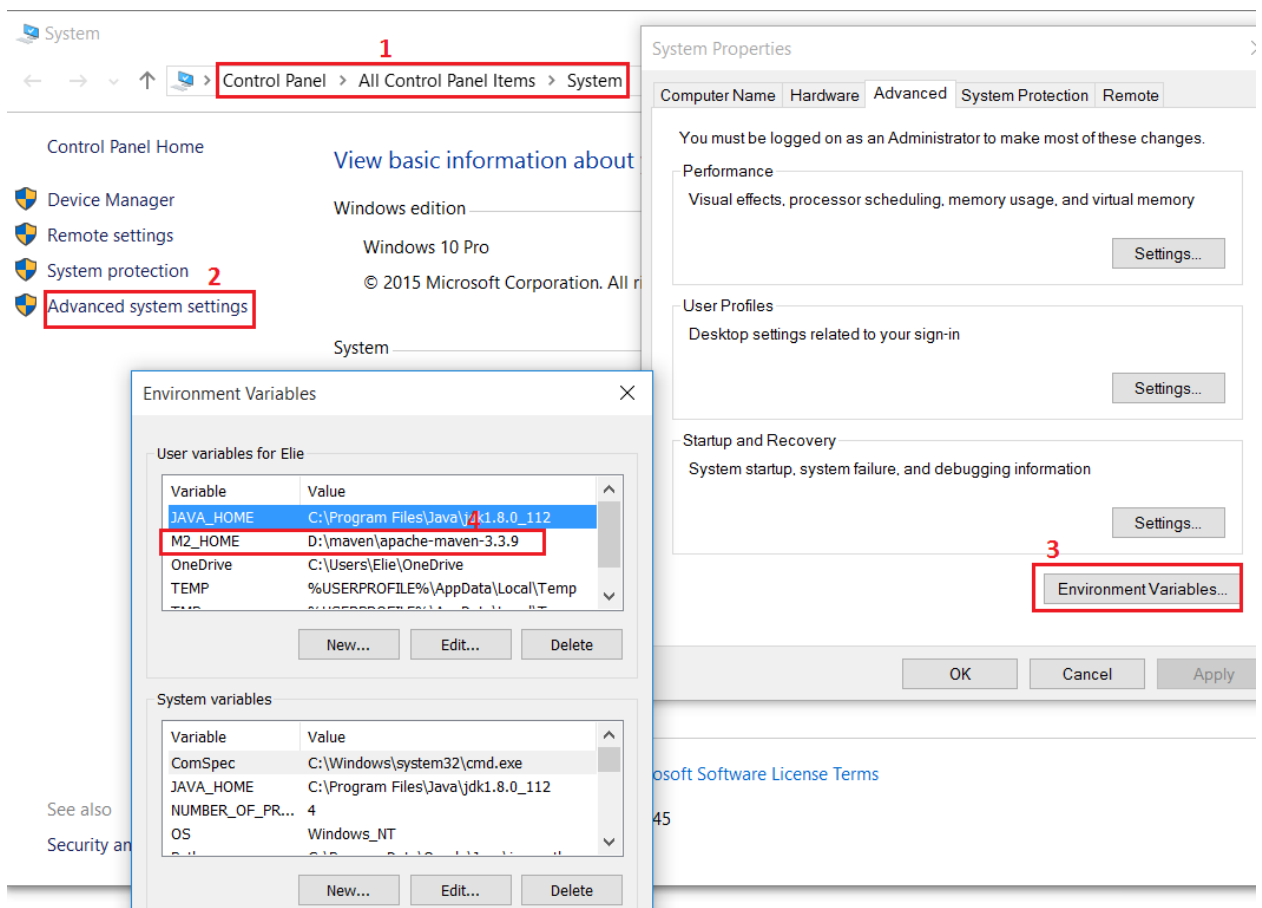 System
1
Control Panel > All Control Panel Items > System
Control Panel Home
Device Manager
Remote settings
System protection
2
Advanced system settings
View basic information about
Windows edition
Windows 10 Pro
© 2015 Microsoft Corporation. All
System
System Properties
Computer Name Hardware Advanced System Protection Remote
You must be logged on as an Administrator to make most of these changes.
Performance
Visual effects, processor scheduling, memory usage, and virtual memory
Settings...
User Profiles
Desktop settings related to your sign-in
Settings...
Startup and Recovery
System startup, system failure, and debugging information
Settings...
3
Environment Variables...
OK Cancel Apply
Environment Variables
User variables for Elie
Variable Value
JAVA_HOME C:\Program Files\Java\jdk1.8.0_112
4
M2_HOME D:\maven\apache-maven-3.3.9
OneDrive C:\Users\Elie\OneDrive
TEMP %USERPROFILE%\AppData\Local\Temp
New... Edit... Delete
System variables
Variable Value
ComSpec C:\Windows\system32\cmd.exe
JAVA_HOME C:\Program Files\Java\jdk1.8.0_112
NUMBER_OF_PR... 4
OS Windows_NT
New... Edit... Delete
osoft Software License Terms
45
See also
Security an